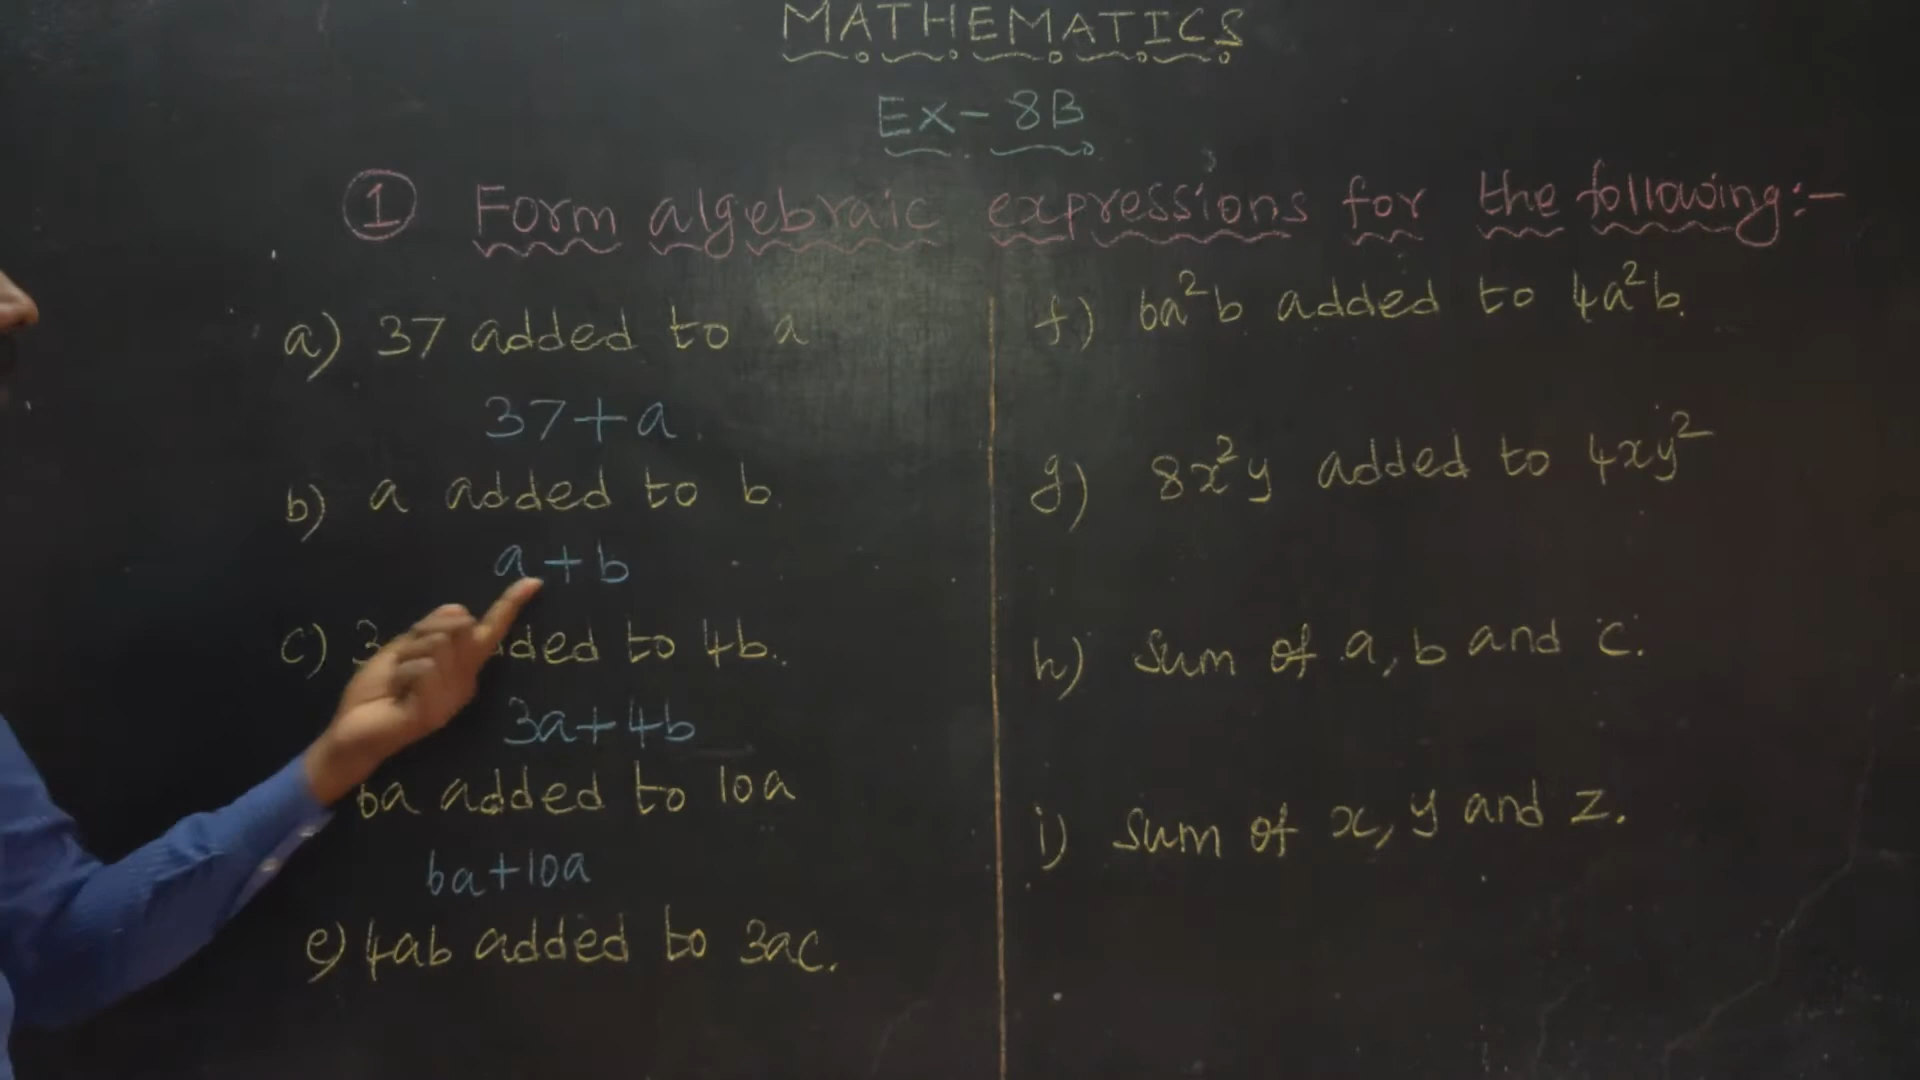 MATHEMATICS
EX-8B
① Form algebraic expressions for the following:-
a) 37 added to a
37+a
b) a added to b.
a+b
c) 3 added to 4b.
3a+4b
6a added to 10a
6a+10a
e) 4ab added to 3ac.
f) 6a²b added to 4a²b.
g) 8x²y added to 4xy²
h) Sum of a, b and c.
i) Sum of x, y and z.